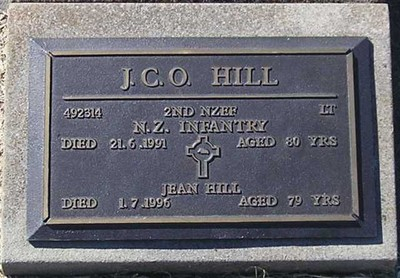 J.C.O. HILL
492314 2ND NZEF LT
N.Z. INFANTRY
DIED 21.6.1991 AGED 80 YRS
JEAN HILL
DIED 1.7.1996 AGED 79 YRS